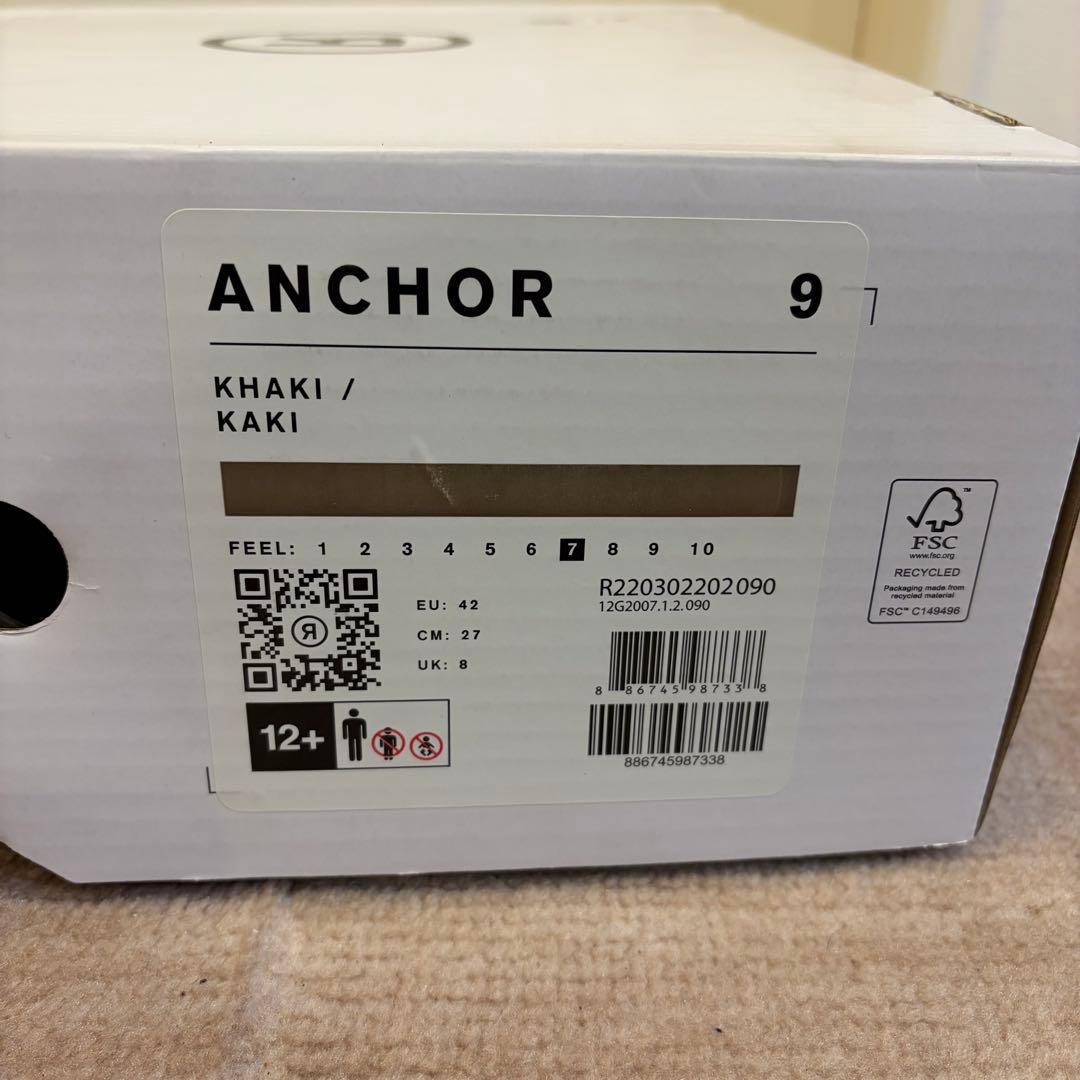 ANCHOR 9
KHAKI /
KAKI
FEEL: 1 2 3 4 5 6 7 8 9 10
EU: 42
CM: 27
UK: 8
R220302202090
12G2007.1.2.090
8 86745 98733 8
886745987338
12+
FSC™
www.fsc.org
RECYCLED
Packaging made from
recycled material
FSC™ C149496